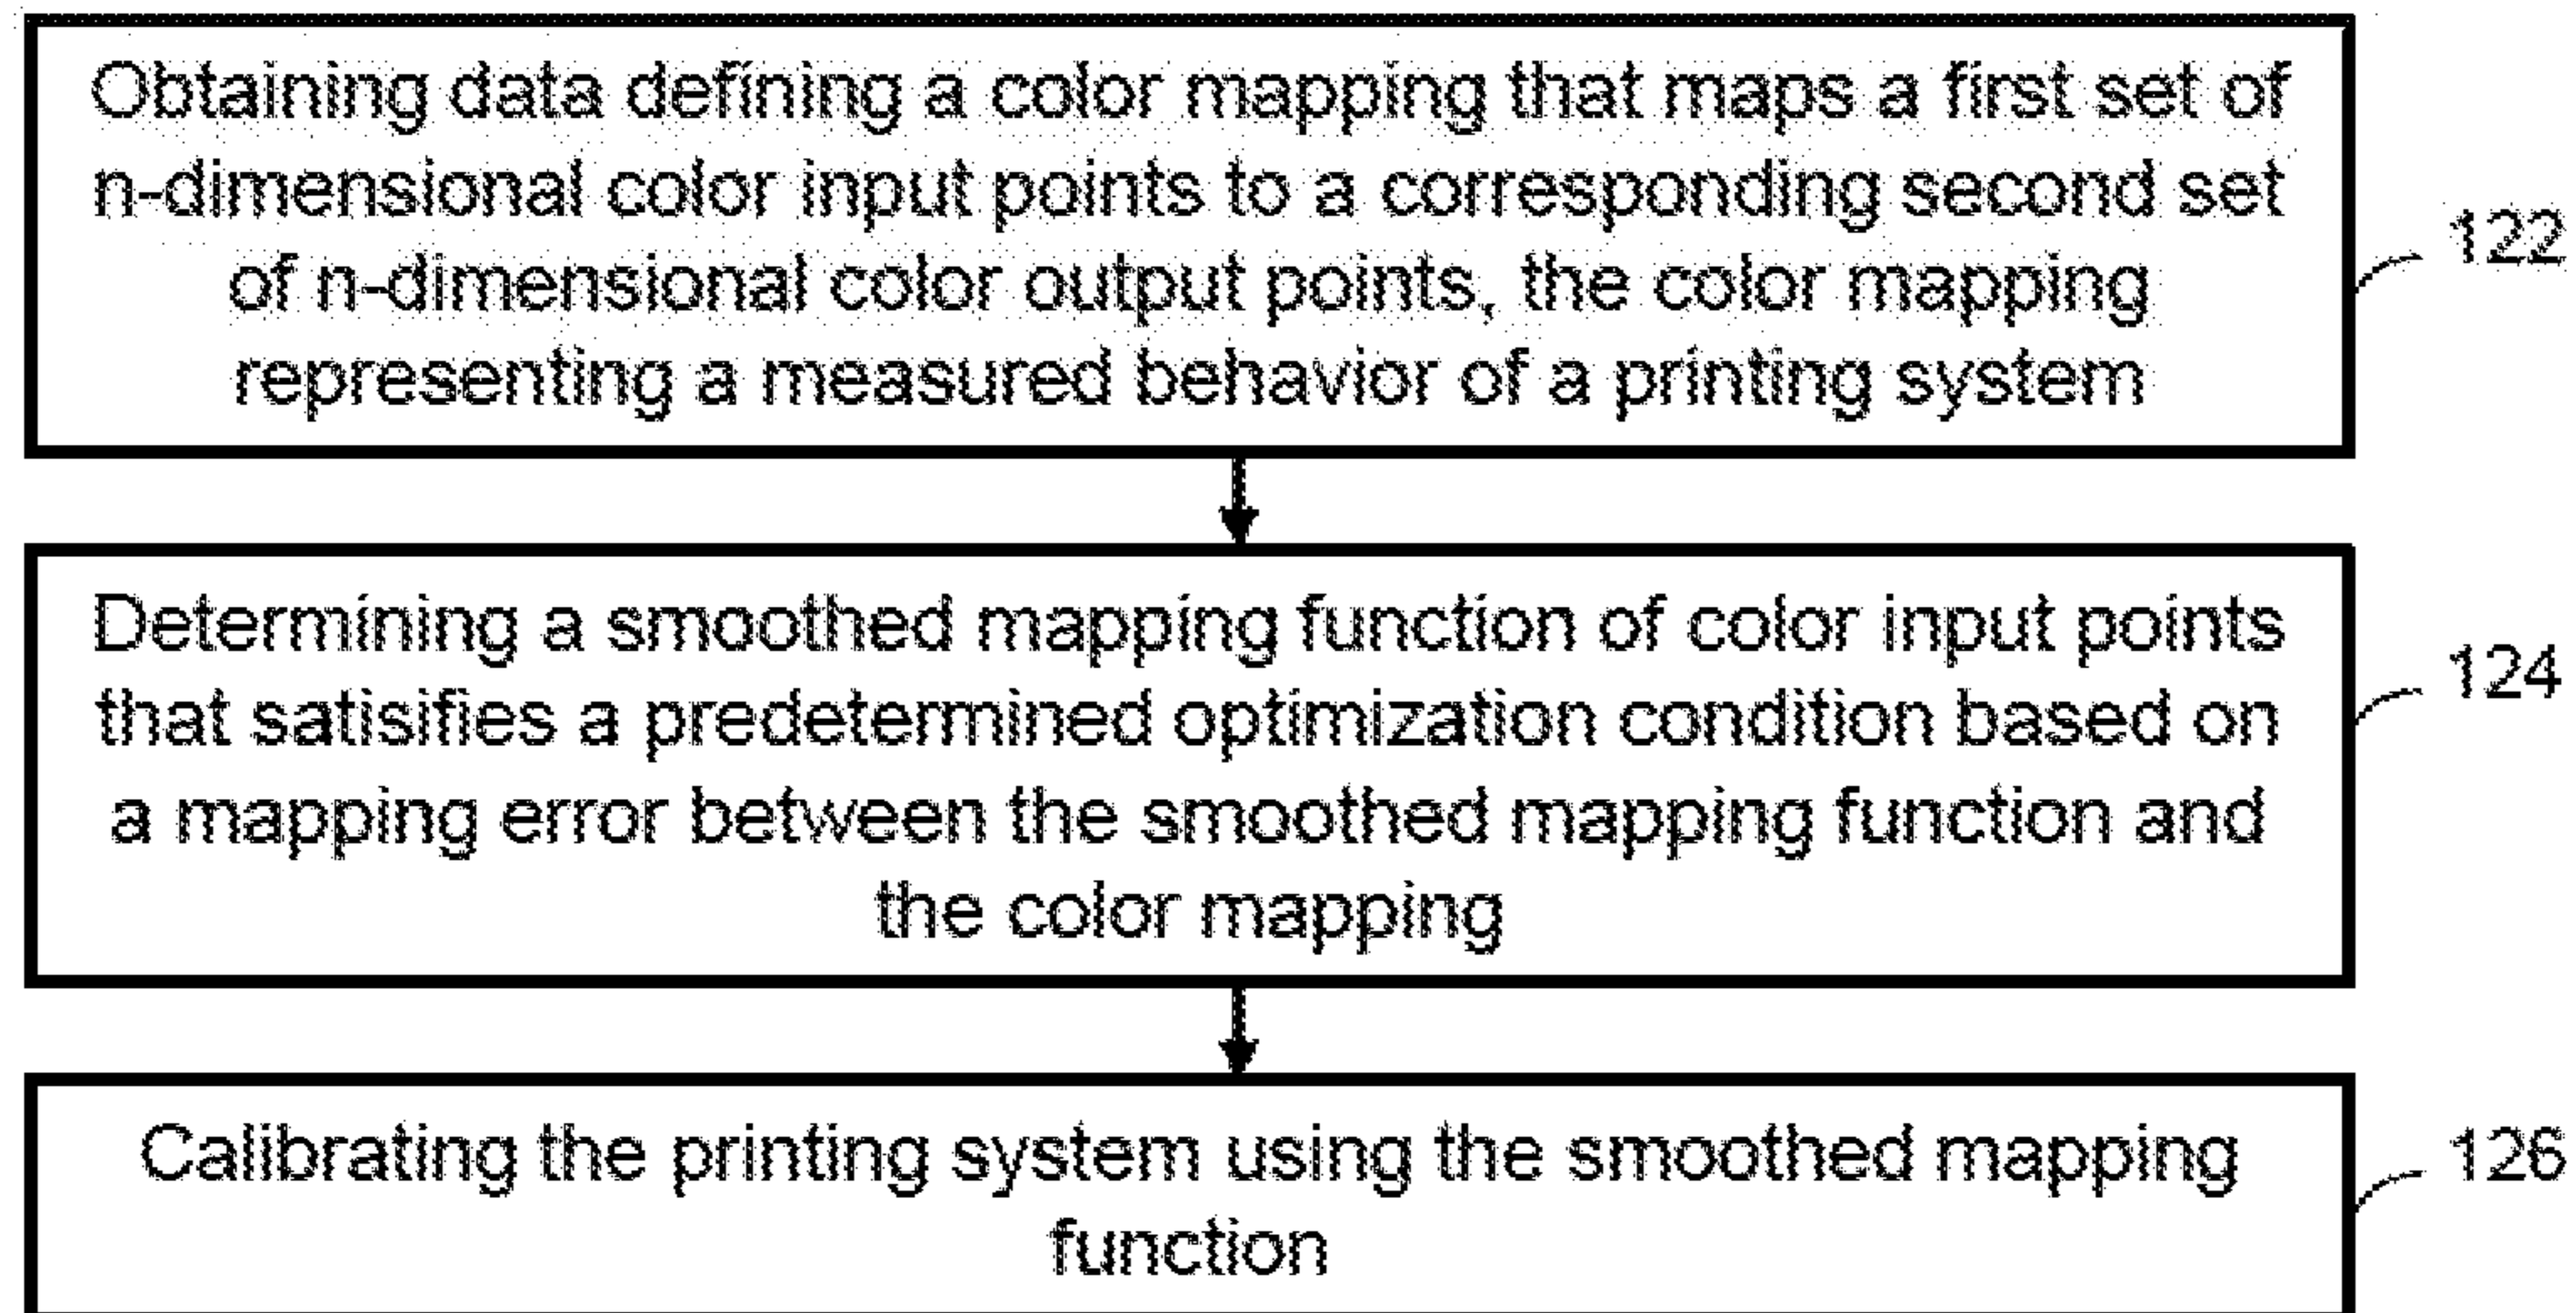 Obtaining data defining a color mapping that maps a first set of
n-dimensional color input points to a corresponding second set
of n-dimensional color output points, the color mapping
representing a measured behavior of a printing system
122
Determining a smoothed mapping function of color input points
that satisifies a predetermined optimization condition based on
a mapping error between the smoothed mapping function and
the color mapping
124
Calibrating the printing system using the smoothed mapping
function
126